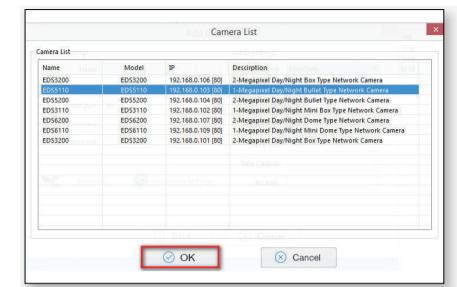 Camera List
Camera List
Name Model IP Descirption
EDS3200 EDS3200 192.168.0.106 [80] 2-Megapixel Day/Night Box Type Network Camera
EDS5110 EDS5110 192.168.0.103 [80] 1-Megapixel Day/Night Bullet Type Network Camera
EDS5200 EDS5200 192.168.0.104 [80] 2-Megapixel Day/Night Bullet Type Network Camera
EDS3110 EDS3110 192.168.0.102 [80] 1-Megapixel Day/Night Mini Box Type Network Camera
EDS6200 EDS6200 192.168.0.107 [80] 2-Megapixel Day/Night Dome Type Network Camera
EDS6110 EDS6110 192.168.0.109 [80] 1-Megapixel Day/Night Mini Dome Type Network Camera
EDS3200 EDS3200 192.168.0.101 [80] 2-Megapixel Day/Night Box Type Network Camera
OK Cancel